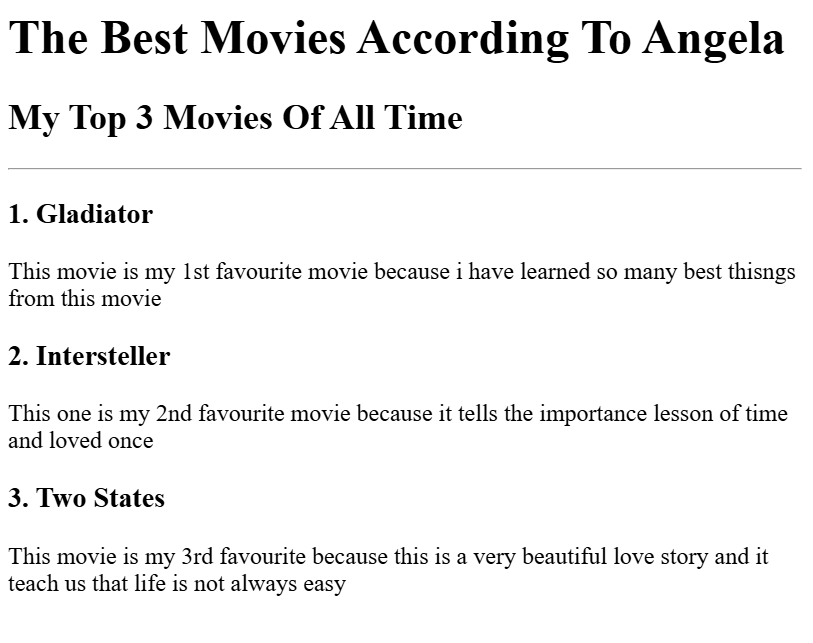 The Best Movies According To Angela
My Top 3 Movies Of All Time
1. Gladiator
This movie is my 1st favourite movie because i have learned so many best thisngs
from this movie
2. Intersteller
This one is my 2nd favourite movie because it tells the importance lesson of time
and loved once
3. Two States
This movie is my 3rd favourite because this is a very beautiful love story and it
teach us that life is not always easy